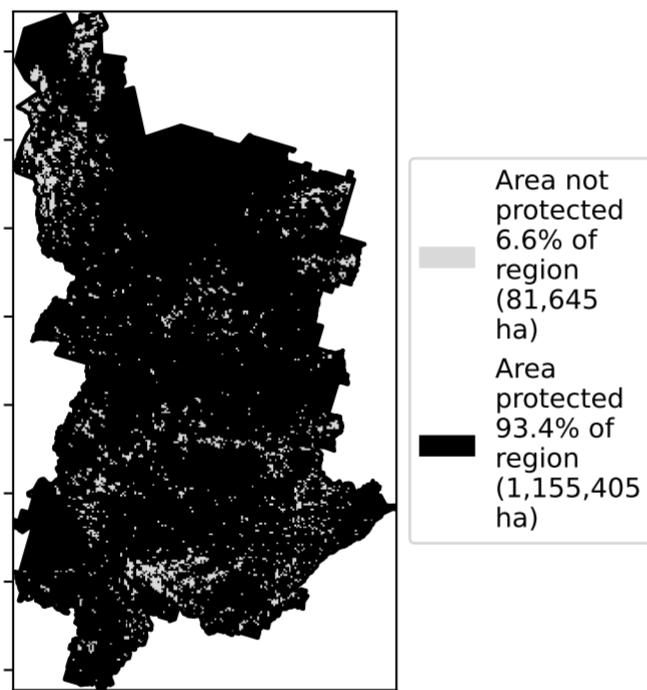 Area not
protected
6.6% of
region
(81,645
ha)
Area
protected
93.4% of
region
(1,155,405
ha)